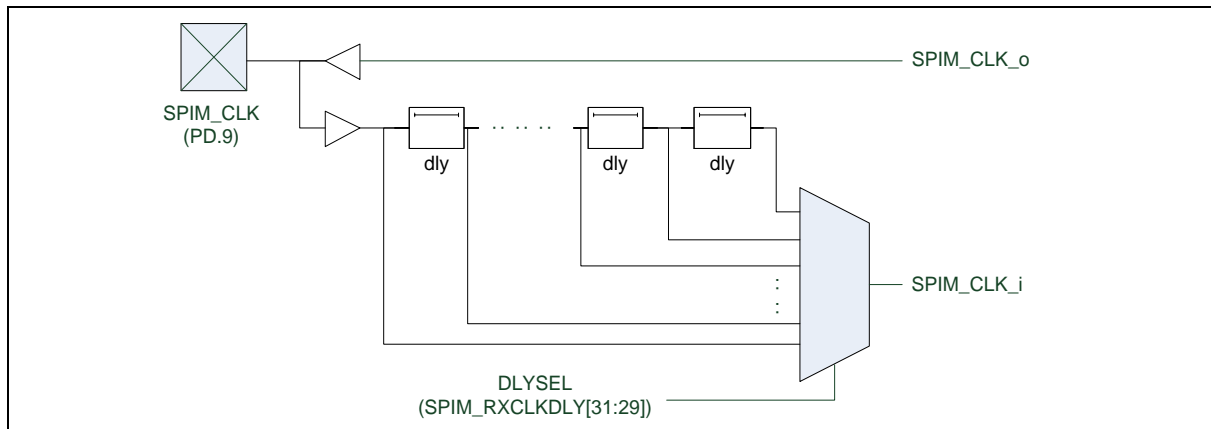 SPIM_CLK_o
SPIM_CLK
(PD.9)
dly
dly
dly
SPIM_CLK_i
DLYSEL
(SPIM_RXCLKDLY[31:29])